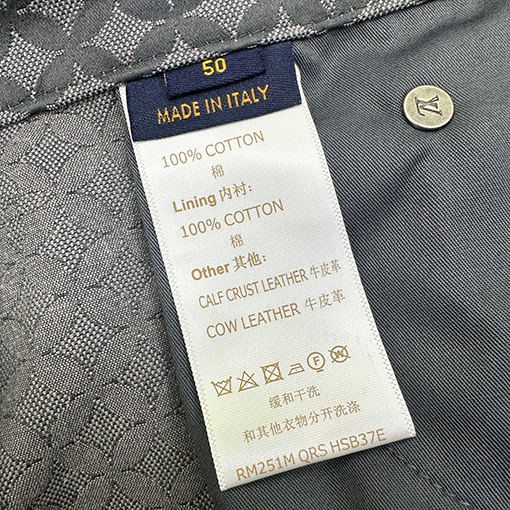 50
MADE IN ITALY
100% COTTON
棉
Lining 内衬:
100% COTTON
棉
Other 其他:
CALF CRUST LEATHER 牛皮革
COW LEATHER 牛皮革
F W
缓和干洗
和其他衣物分开洗涤
RM251M QRS HSB37E
LV